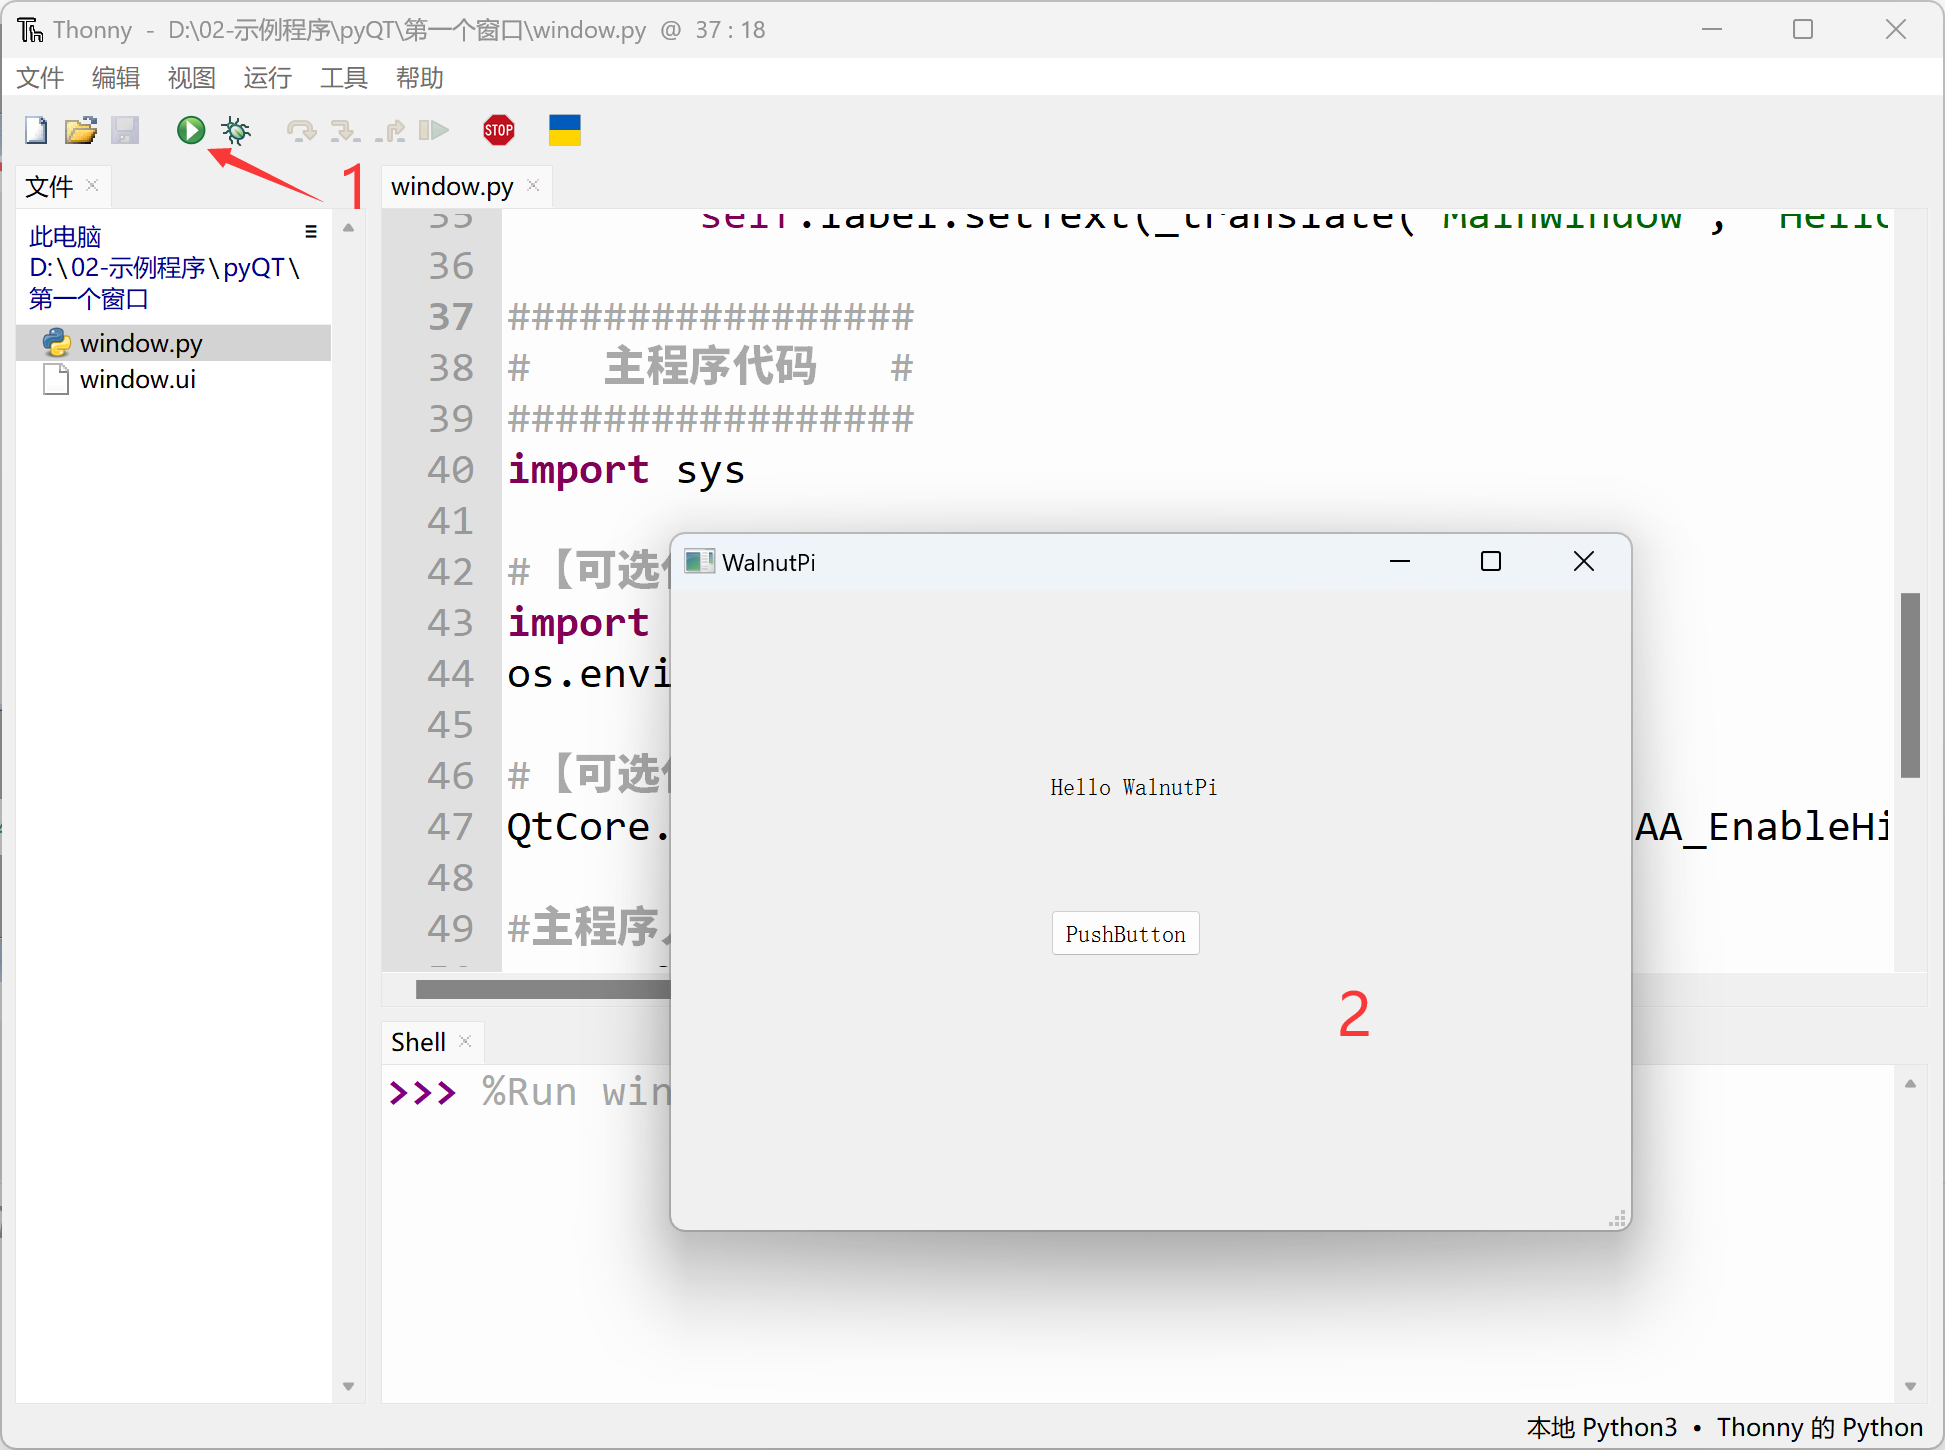 Thonny - D:\02-示例程序\pyQT\第一个窗口\window.py @ 37 : 18
文件 编辑 视图 运行 工具 帮助
STOP
1
文件
window.py
此电脑
D:\02-示例程序\pyQT\
第一个窗口
window.py
window.ui
35 self.label.setText(_translate("MainWindow",
36
37 #################
38 # 主程序代码 #
39 #################
40 import sys
41
42 #【可选
43 import
44 os.envi
45
46 #【可选
47 QtCore. AA_EnableHi
48
49 #主程序
WalnutPi
Hello WalnutPi
PushButton
2
Shell
>>> %Run win
本地 Python3 • Thonny 的 Python